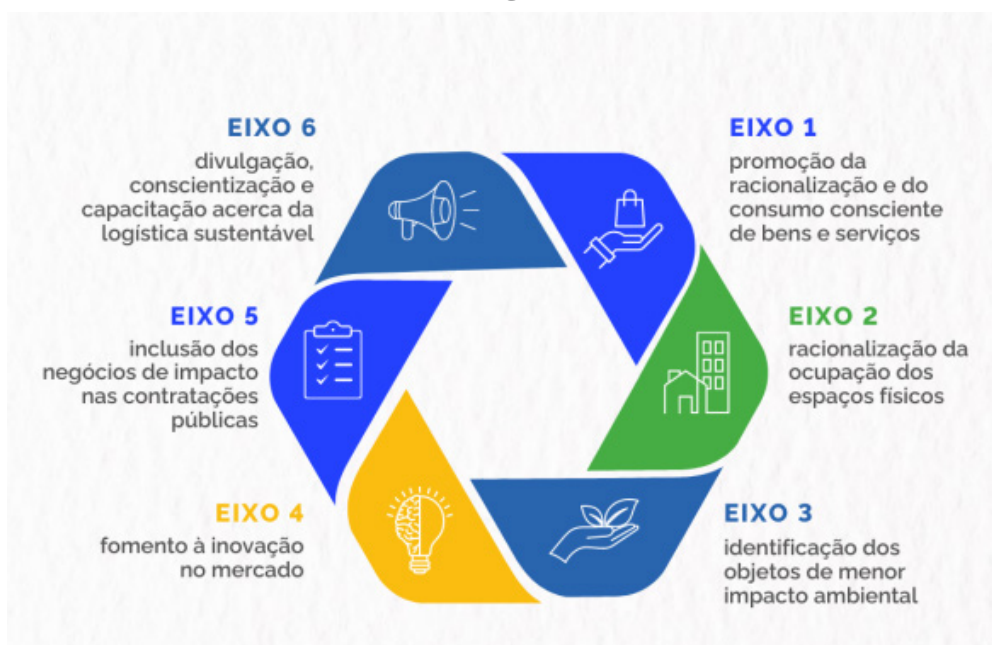 EIXO 1
promoção da
racionalização e do
consumo consciente
de bens e serviços
EIXO 2
racionalização da
ocupação dos
espaços físicos
EIXO 3
identificação dos
objetos de menor
impacto ambiental
EIXO 4
fomento à inovação
no mercado
EIXO 5
inclusão dos
negócios de impacto
nas contratações
públicas
EIXO 6
divulgação,
conscientização e
capacitação acerca da
logística sustentável